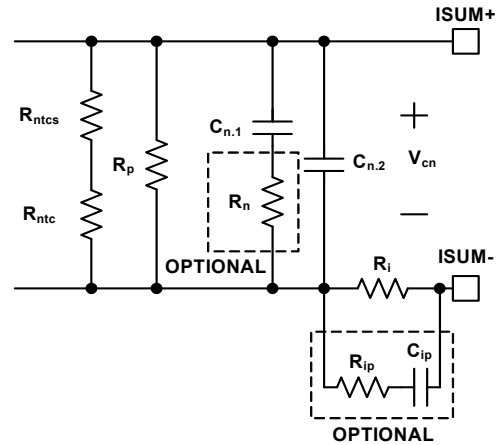 ISUM+
Rntcs
Rp
Cn.1
Cn.2
+
Vcn
Rntc
Rn
−
OPTIONAL
Ri
ISUM-
Rip
Cip
OPTIONAL